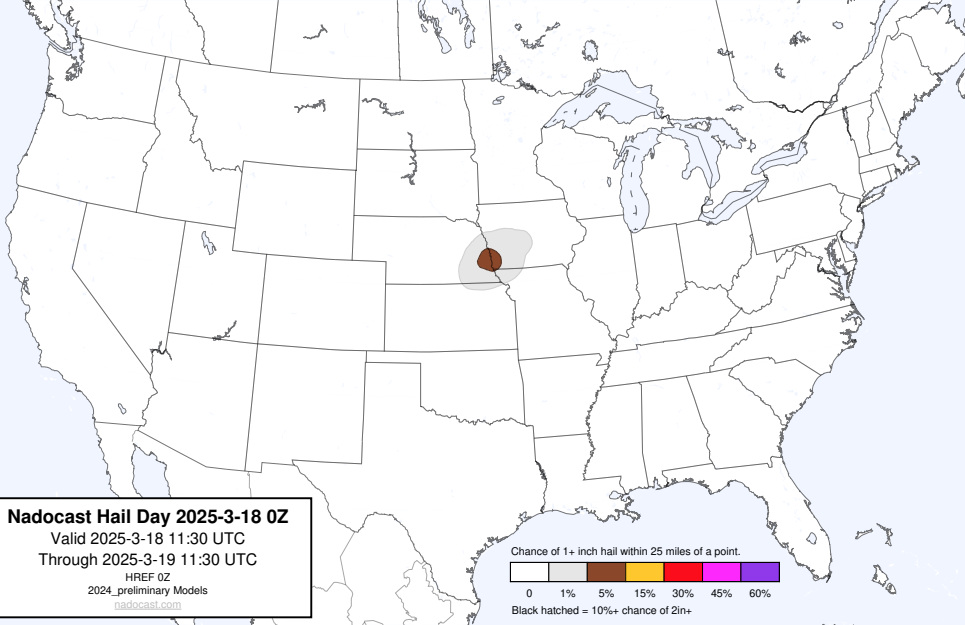 Nadocast Hail Day 2025-3-18 0Z
Valid 2025-3-18 11:30 UTC
Through 2025-3-19 11:30 UTC
HREF 0Z
2024_preliminary Models
nadocast.com
Chance of 1+ inch hail within 25 miles of a point.
0 1% 5% 15% 30% 45% 60%
Black hatched = 10%+ chance of 2in+